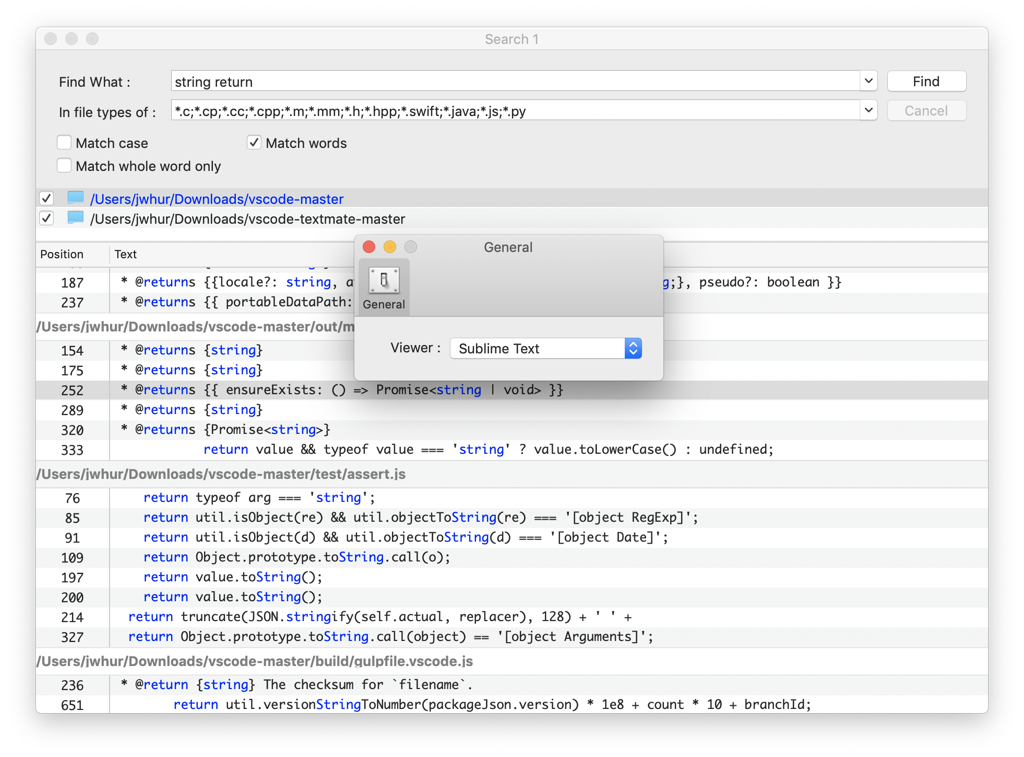 Search 1
Find What : string return Find
In file types of : *.c;*.cp;*.cc;*.cpp;*.m;*.mm;*.h;*.hpp;*.swift;*.java;*.js;*.py Cancel
Match case Match words
Match whole word only
/Users/jwhur/Downloads/vscode-master
/Users/jwhur/Downloads/vscode-textmate-master
Position Text
187 * @returns {{locale?: string, pseudo?: boolean }}
237 * @returns {{ portableDataPath:
/Users/jwhur/Downloads/vscode-master/out/m
General
General
Viewer : Sublime Text
154 * @returns {string}
175 * @returns {string}
252 * @returns {{ ensureExists: () => Promise<string | void> }}
289 * @returns {string}
320 * @returns {Promise<string>}
333 return value && typeof value === 'string' ? value.toLowerCase() : undefined;
/Users/jwhur/Downloads/vscode-master/test/assert.js
76 return typeof arg === 'string';
85 return util.isObject(re) && util.objectToString(re) === '[object RegExp]';
91 return util.isObject(d) && util.objectToString(d) === '[object Date]';
109 return Object.prototype.toString.call(o);
197 return value.toString();
200 return value.toString();
214 return truncate(JSON.stringify(self.actual, replacer), 128) + ' ' +
327 return Object.prototype.toString.call(object) == '[object Arguments]';
/Users/jwhur/Downloads/vscode-master/build/gulpfile.vscode.js
236 * @return {string} The checksum for `filename`.
651 return util.versionStringToNumber(packageJson.version) * 1e8 + count * 10 + branchId;